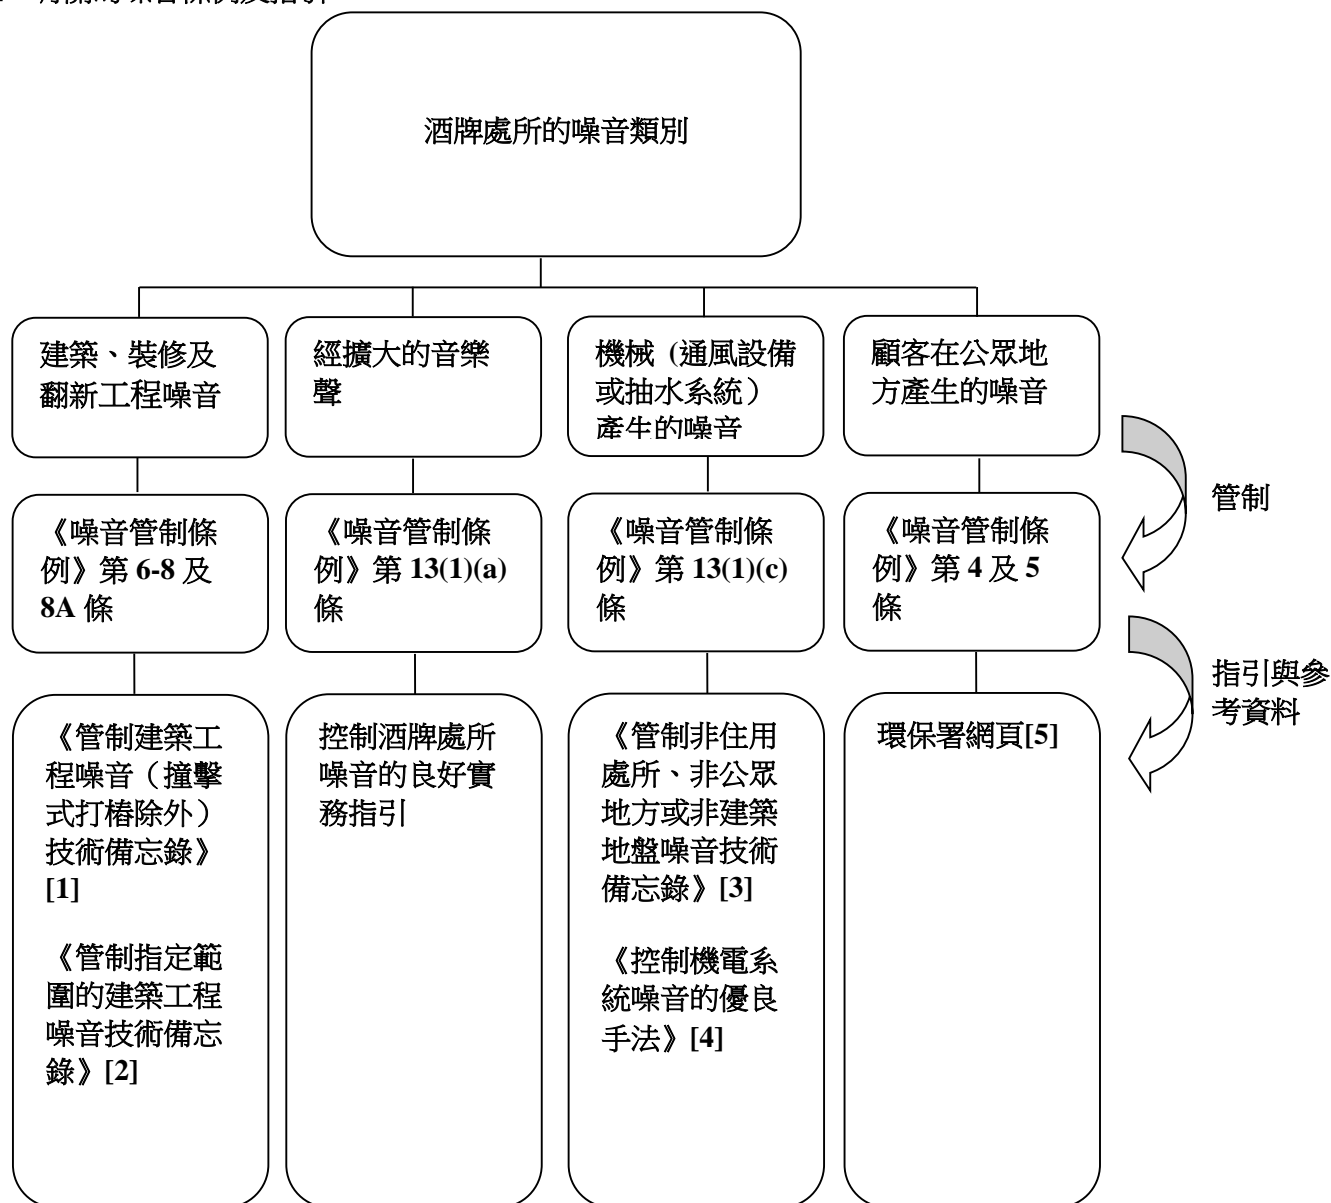 酒牌處所的噪音類別
建築、裝修及
翻新工程噪音
經擴大的音樂
聲
機械 (通風設備
或抽水系統）
產生的噪音
顧客在公眾地
方產生的噪音
管制
《噪音管制條
例》第 6-8 及
8A 條
《噪音管制條
例》第 13(1)(a)
條
《噪音管制條
例》第 13(1)(c)
條
《噪音管制條
例》第 4 及 5
條
指引與參
考資料
《管制建築工
程噪音（撞擊
式打樁除外）
技術備忘錄》
[1]
《管制指定範
圍的建築工程
噪音技術備忘
錄》[2]
控制酒牌處所
噪音的良好實
務指引
《管制非住用
處所、非公眾
地方或非建築
地盤噪音技術
備忘錄》[3]
《控制機電系
統噪音的優良
手法》[4]
環保署網頁[5]